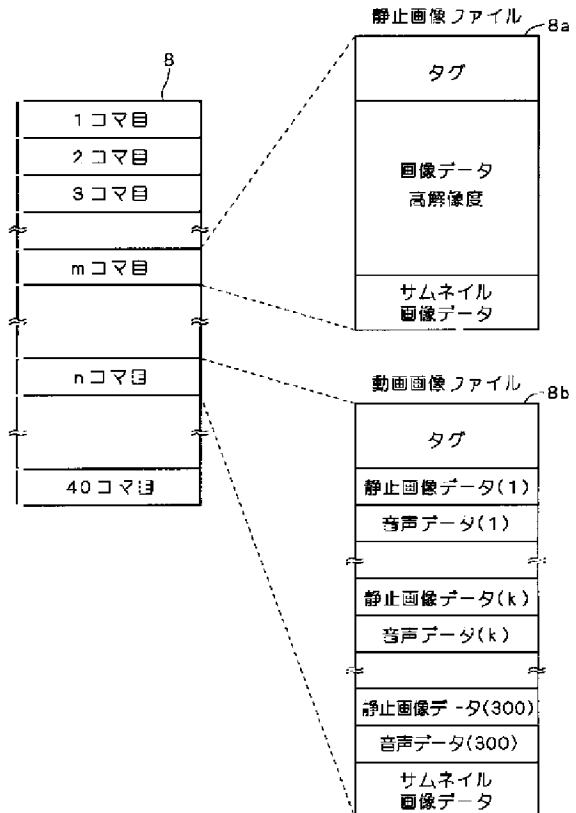 8
1コマ目
2コマ目
3コマ目
mコマ目
nコマ目
40コマ目
静止画像ファイル
8a
タグ
画像データ
高解像度
サムネイル
画像データ
動画画像ファイル
8b
タグ
静止画像データ(1)
音声データ(1)
静止画像データ(k)
音声データ(k)
静止画像データ(300)
音声データ(300)
サムネイル
画像データ